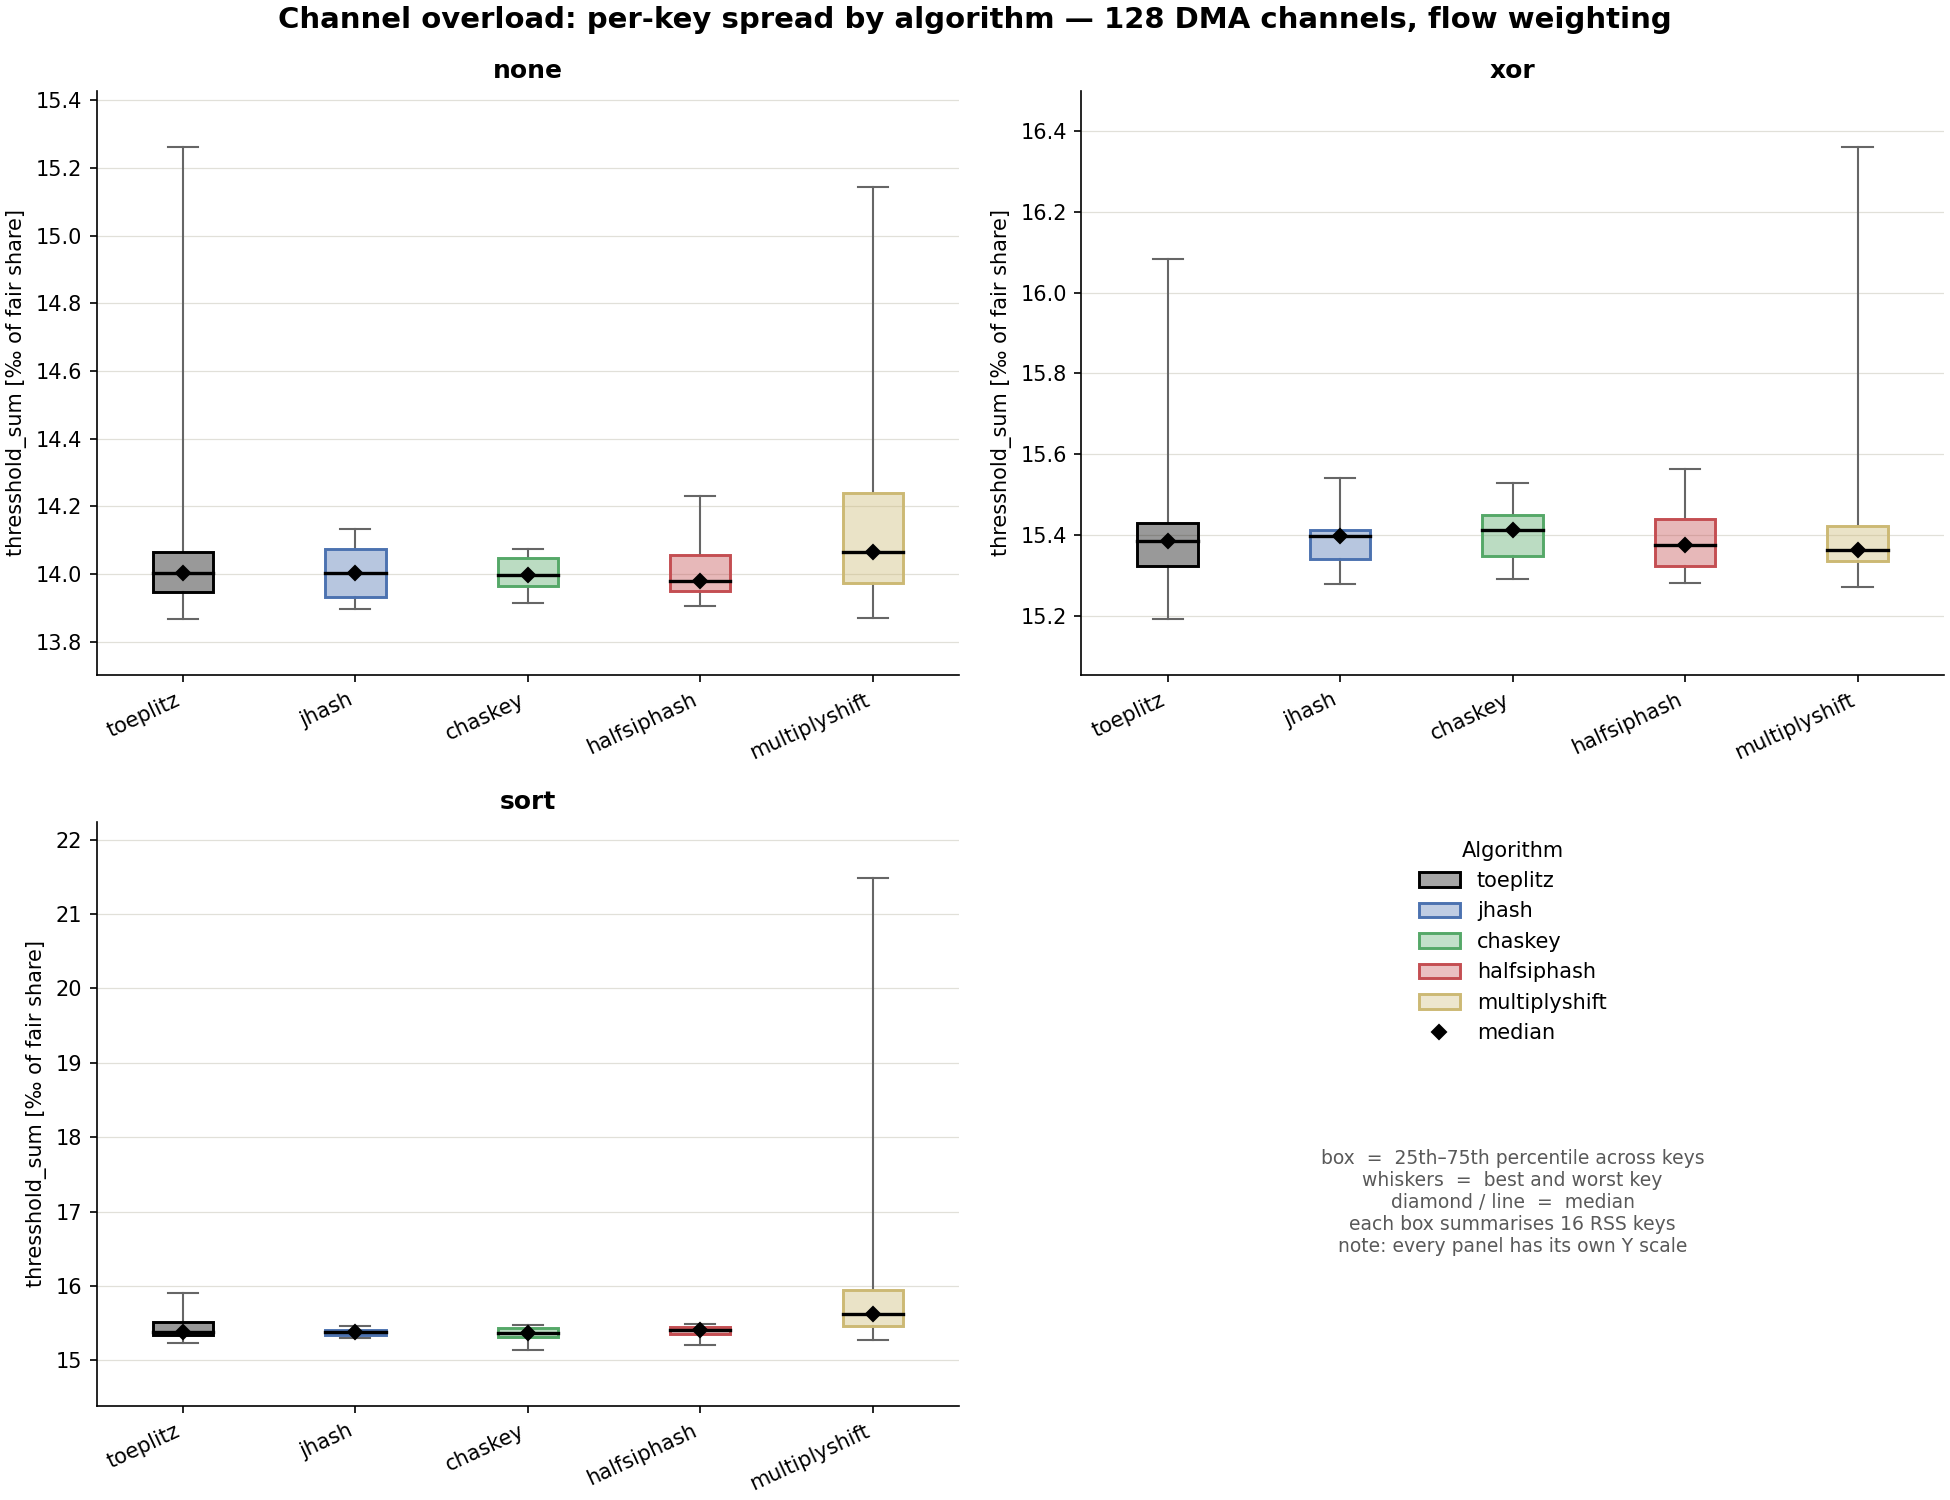 Channel overload: per-key spread by algorithm — 128 DMA channels, flow weighting
none
thresshold_sum [‰ of fair share]
15.4
15.2
15.0
14.8
14.6
14.4
14.2
14.0
13.8
toeplitz
jhash
chaskey
halfsiphash
multiplyshift
xor
thresshold_sum [‰ of fair share]
16.4
16.2
16.0
15.8
15.6
15.4
15.2
toeplitz
jhash
chaskey
halfsiphash
multiplyshift
sort
thresshold_sum [‰ of fair share]
22
21
20
19
18
17
16
15
toeplitz
jhash
chaskey
halfsiphash
multiplyshift
Algorithm
toeplitz
jhash
chaskey
halfsiphash
multiplyshift
median
box = 25th–75th percentile across keys
whiskers = best and worst key
diamond / line = median
each box summarises 16 RSS keys
note: every panel has its own Y scale